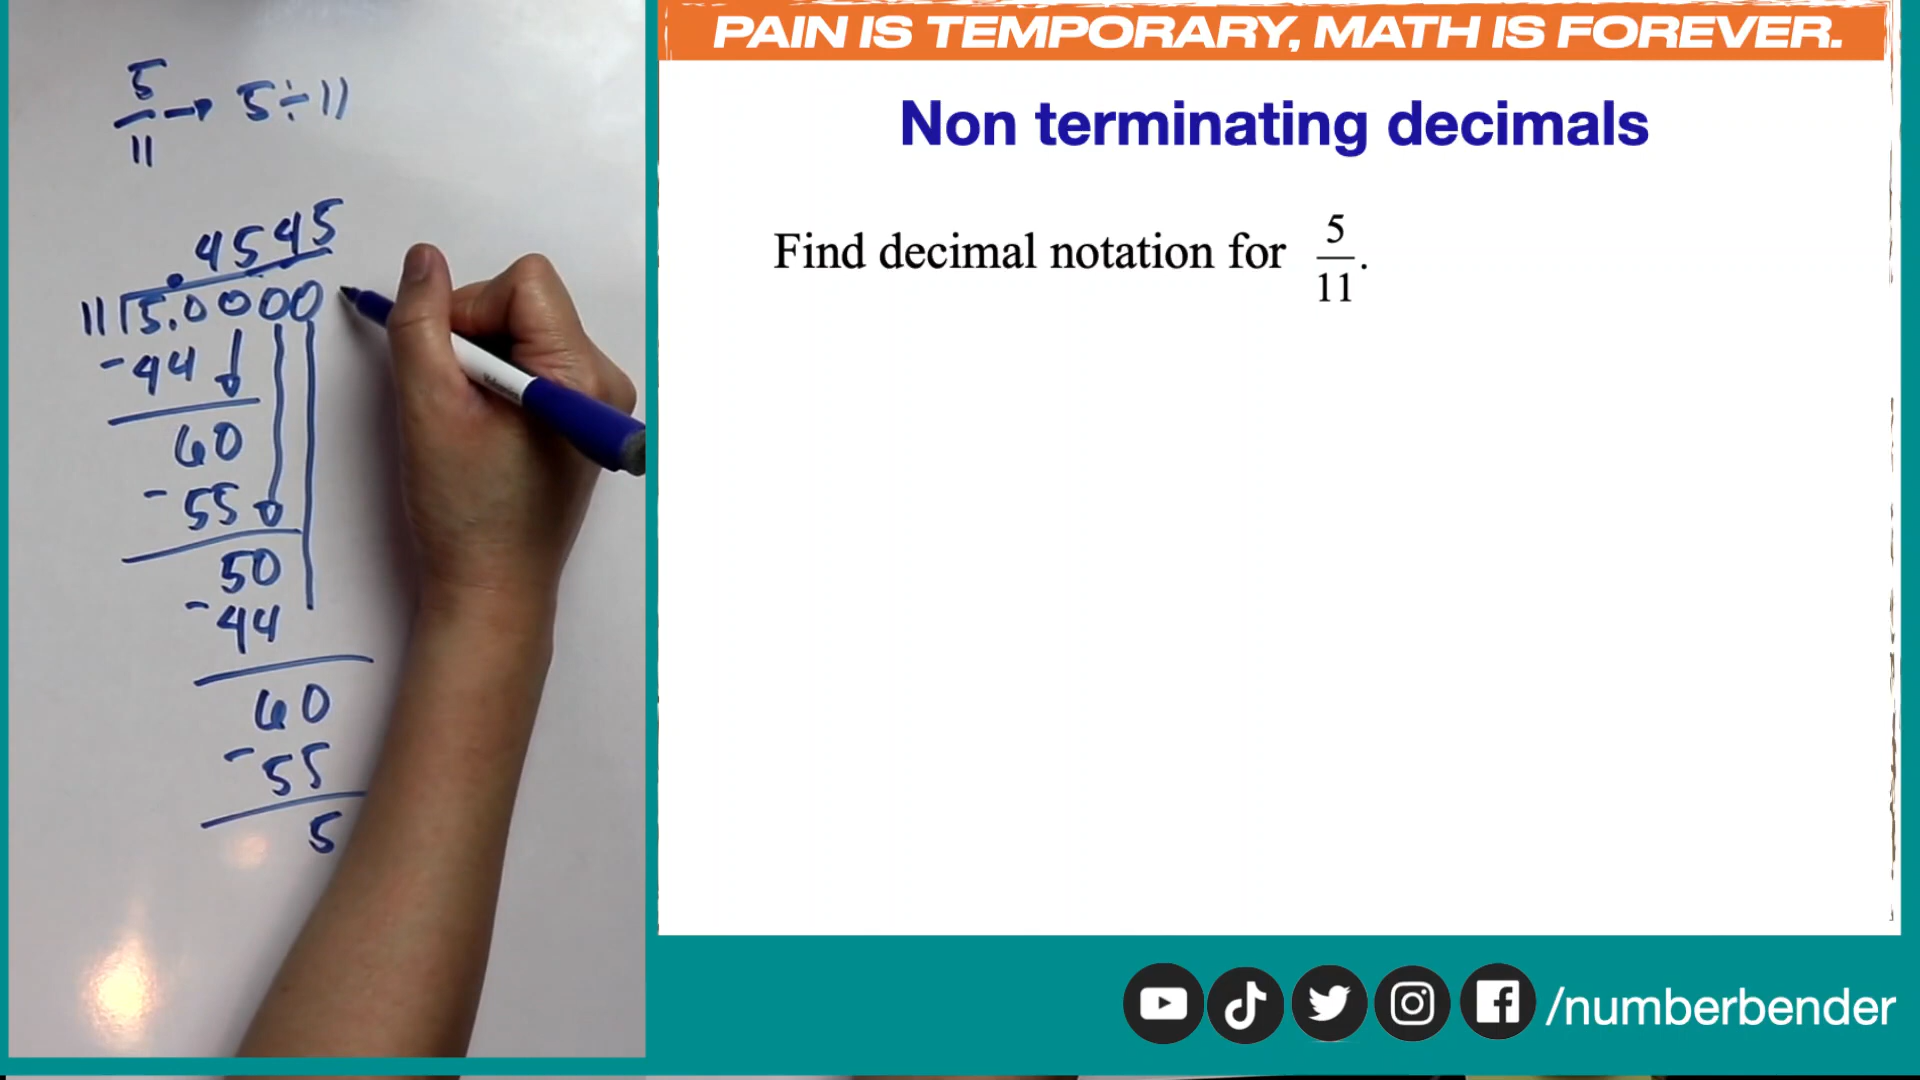 5/11 → 5÷11
.4545
11 5.0000
-44
60
-55
50
-44
60
-55
5
PAIN IS TEMPORARY, MATH IS FOREVER.
Non terminating decimals
Find decimal notation for 5/11.
/numberbender